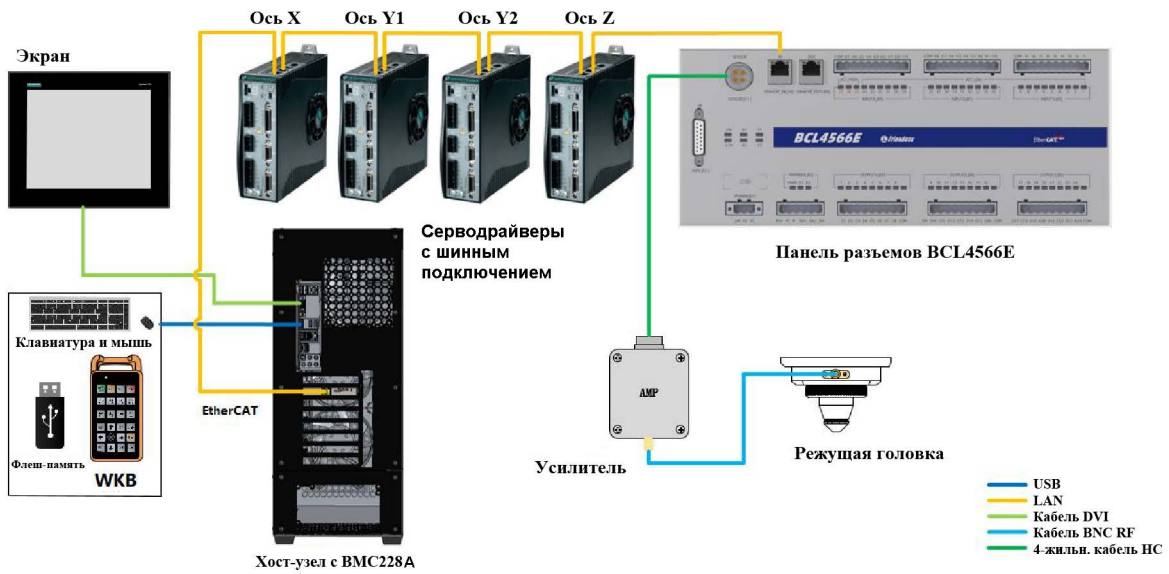 Ось X
Ось Y1
Ось Y2
Ось Z
Экран
BCL4566E
Friendess
EtherCAT
Серводрайверы
с шинным
подключением
Панель разъемов BCL4566E
Клавиатура и мышь
Флеш-память
WKB
EtherCAT
AMP
Усилитель
Режущая головка
Хост-узел с BMC228A
USB
LAN
Кабель DVI
Кабель BNC RF
4-жильн. кабель HC